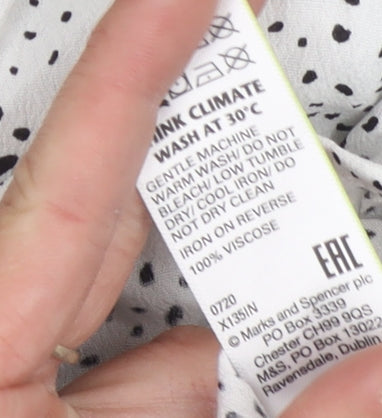 INK CLIMATE
WASH AT 30°C
GENTLE MACHINE
WARM WASH/ DO NOT
BLEACH/ LOW TUMBLE
DRY/ COOL IRON/ DO
NOT DRY CLEAN
IRON ON REVERSE
100% VISCOSE
EAC
0720
X135IN
© Marks and Spencer plc
PO Box 3339
Chester CH99 9QS
M&S, PO Box 13022
Ravensdale, Dublin